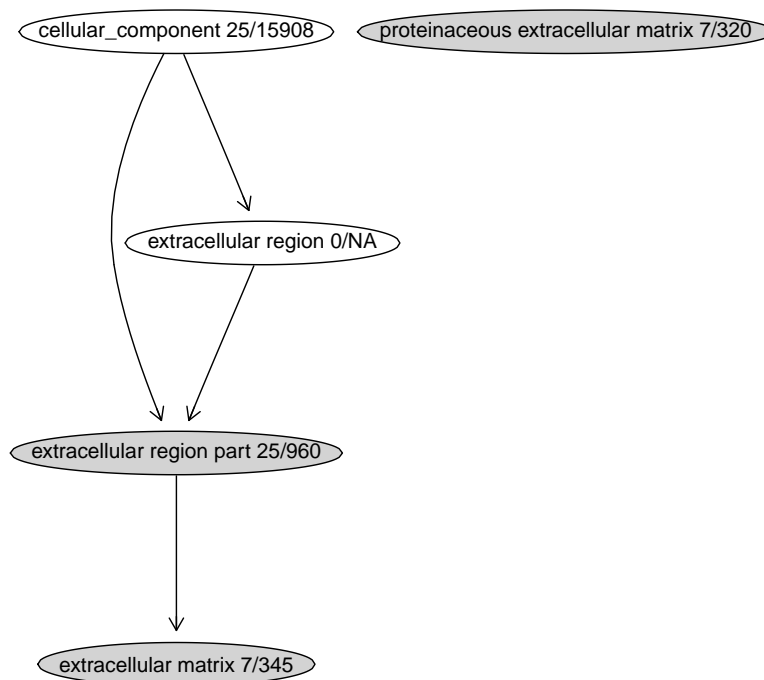 cellular_component 25/15908
proteinaceous extracellular matrix 7/320
extracellular region 0/NA
extracellular region part 25/960
extracellular matrix 7/345